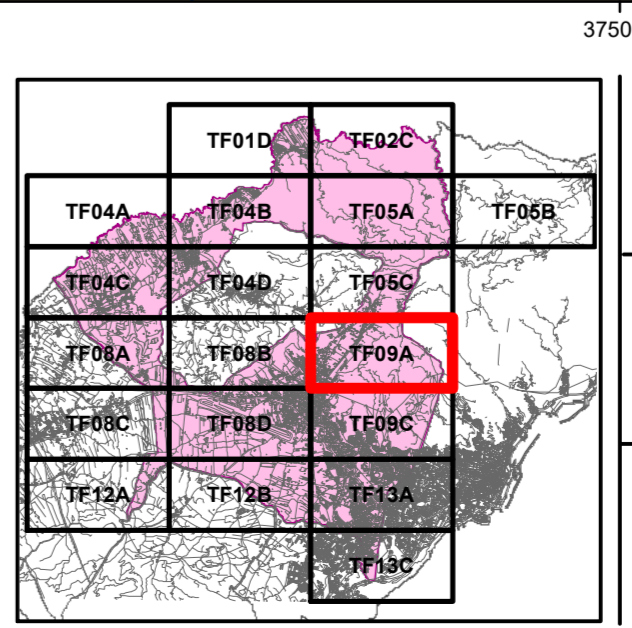 3750
TF01D TF02C
TF04A TF04B TF05A TF05B
TF04C TF04D TF05C
TF08A TF08B TF09A
TF08C TF08D TF09C
TF12A TF12B TF13A
TF13C